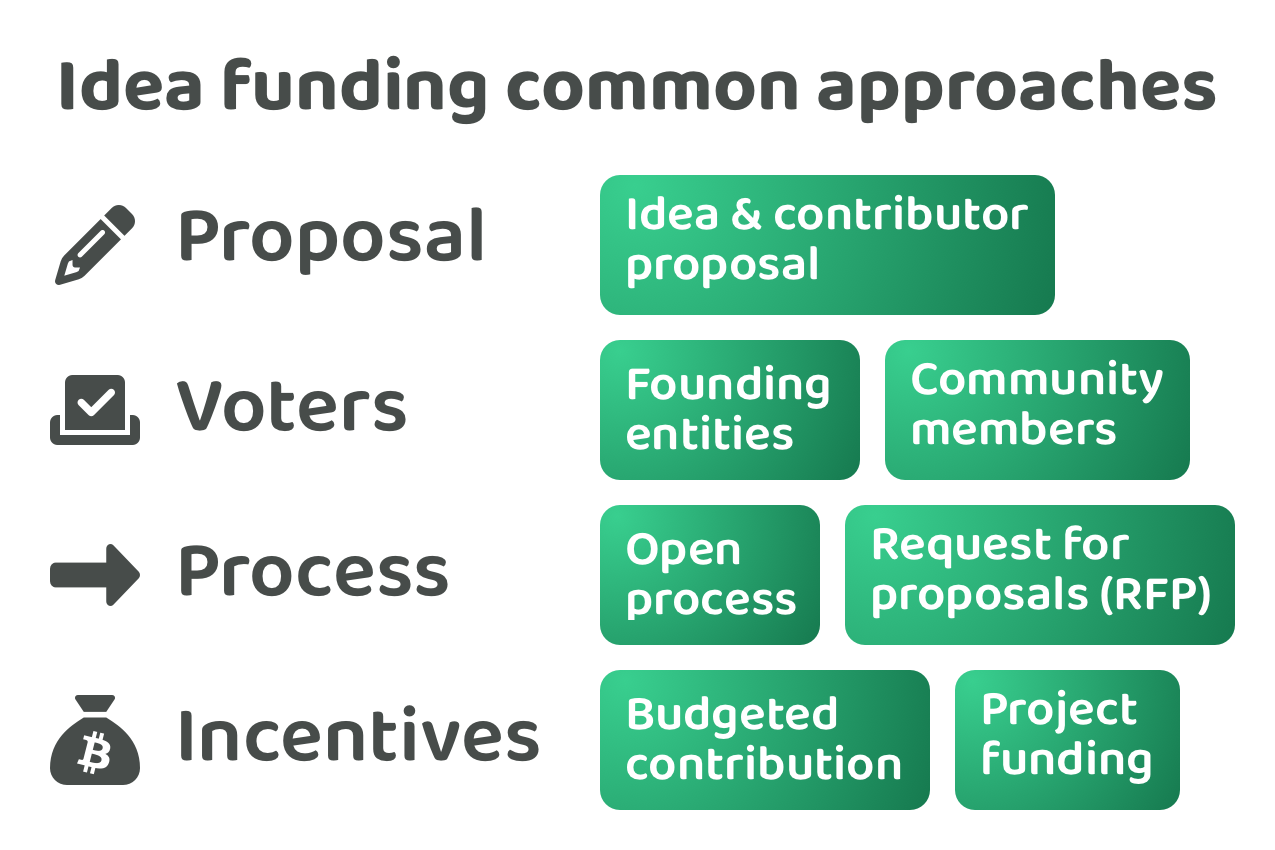 Idea funding common approaches
Proposal
Idea & contributor
proposal
Voters
Founding
entities
Community
members
Process
Open
process
Request for
proposals (RFP)
Incentives
Budgeted
contribution
Project
funding